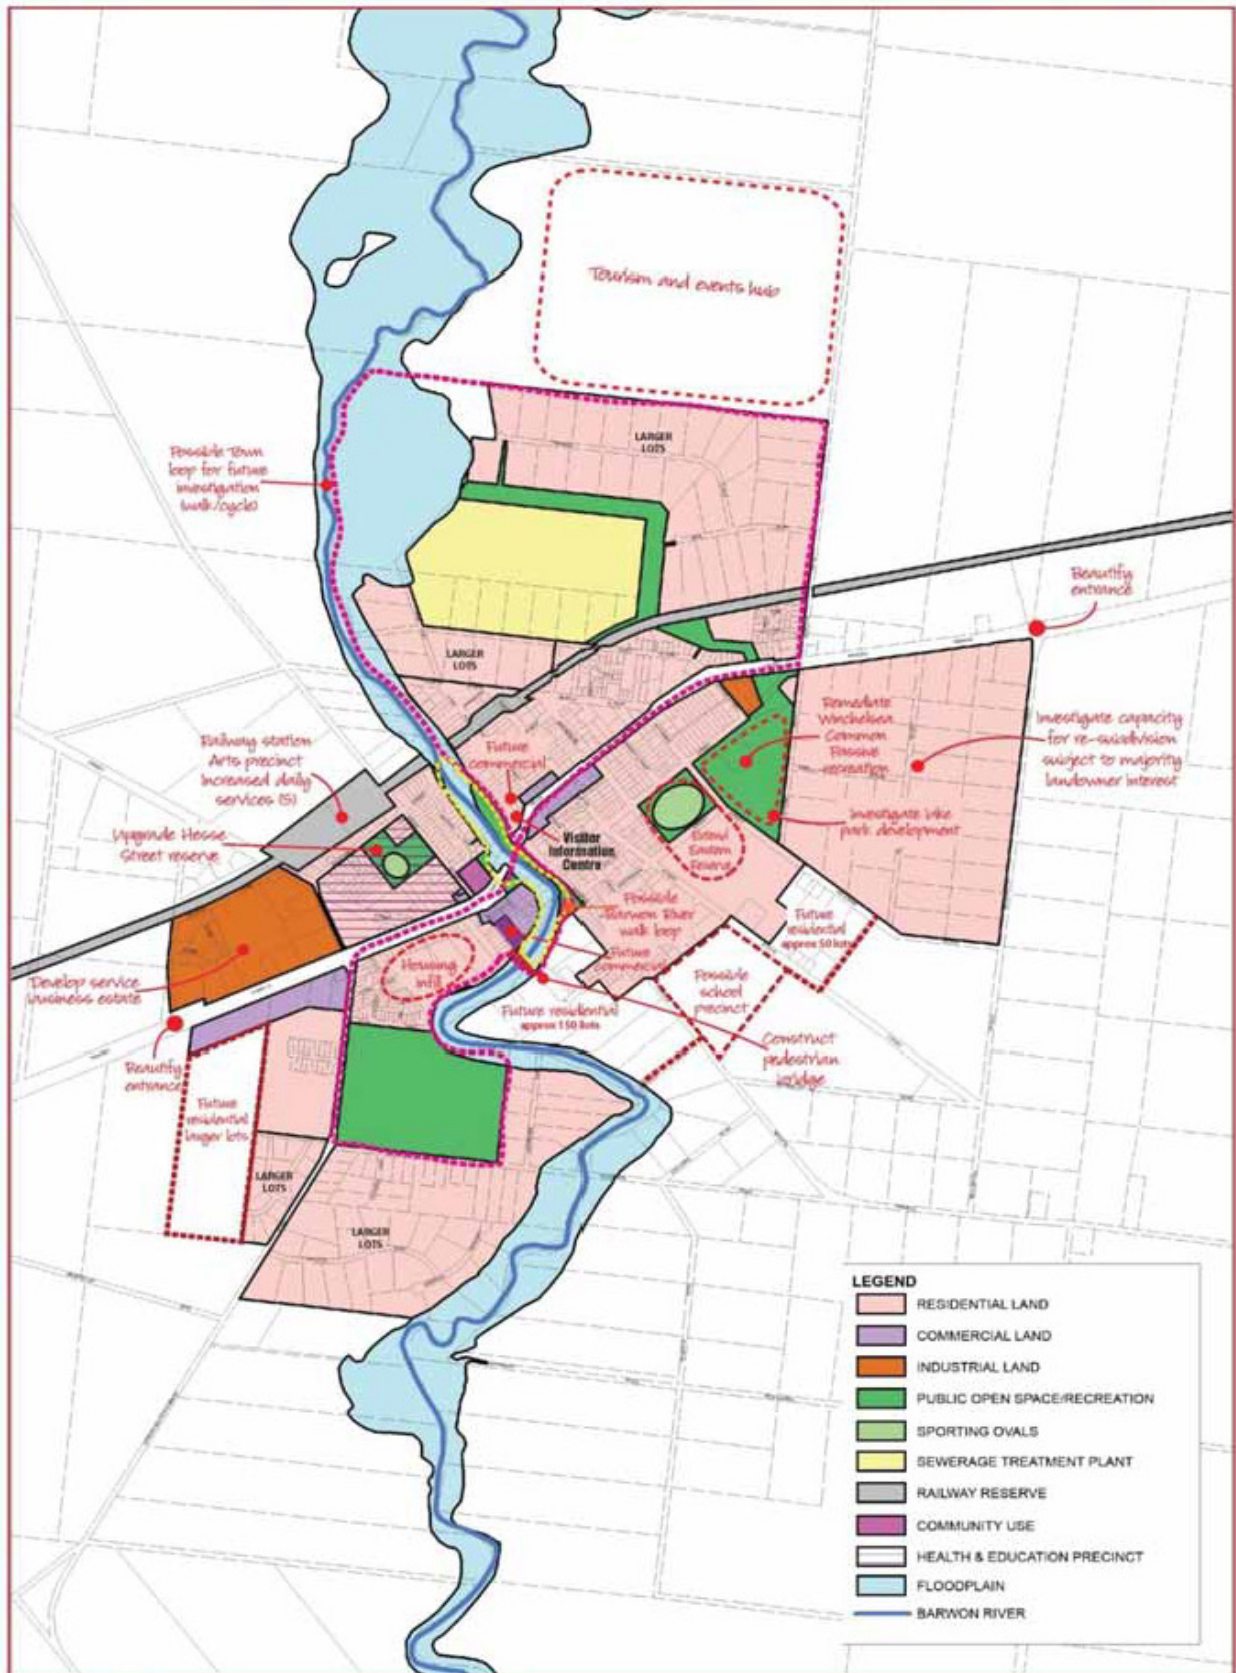 Tourism and events hub
LARGER
LOTS
Possible Town
loop for future
investigation
(walk/cycle)
Beautify
entrance
LARGER
LOTS
Railway station
Arts precinct
Increased daily
services (5)
Future
commercial
Remediate
Winchelsea
Common
Passive
recreation
Investigate capacity
for re-subdivision
subject to majority
landowner interest
Upgrade Hesse
Street reserve
Visitor
Information
Centre
Extend
Eastern
Reserve
Investigate lake
park development
Possible
Barwon River
walk loop
Future
residential
approx 50 lots
Housing
infill
Future
commercial
Possible
school
precinct
Develop service
business estate
Future residential
approx 150 lots
Construct
pedestrian
bridge
Beautify
entrance
Future
residential
larger lots
LARGER
LOTS
LARGER
LOTS
LEGEND
RESIDENTIAL LAND
COMMERCIAL LAND
INDUSTRIAL LAND
PUBLIC OPEN SPACE/RECREATION
SPORTING OVALS
SEWERAGE TREATMENT PLANT
RAILWAY RESERVE
COMMUNITY USE
HEALTH & EDUCATION PRECINCT
FLOODPLAIN
BARWON RIVER